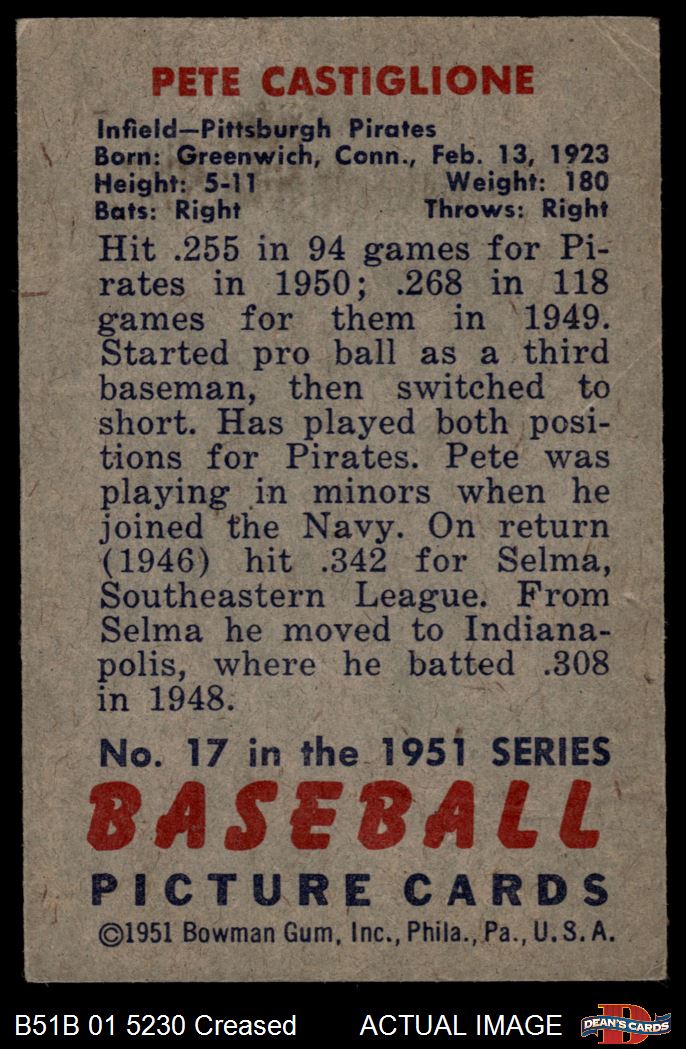 PETE CASTIGLIONE
Infield—Pittsburgh Pirates
Born: Greenwich, Conn., Feb. 13, 1923
Height: 5-11 Weight: 180
Bats: Right Throws: Right
Hit .255 in 94 games for Pi-
rates in 1950; .268 in 118
games for them in 1949.
Started pro ball as a third
baseman, then switched to
short. Has played both posi-
tions for Pirates. Pete was
playing in minors when he
joined the Navy. On return
(1946) hit .342 for Selma,
Southeastern League. From
Selma he moved to Indiana-
polis, where he batted .308
in 1948.
No. 17 in the 1951 SERIES
BASEBALL
PICTURE CARDS
©1951 Bowman Gum, Inc., Phila., Pa., U.S.A.
B51B 01 5230 Creased ACTUAL IMAGE
D
DEAN'S CARDS